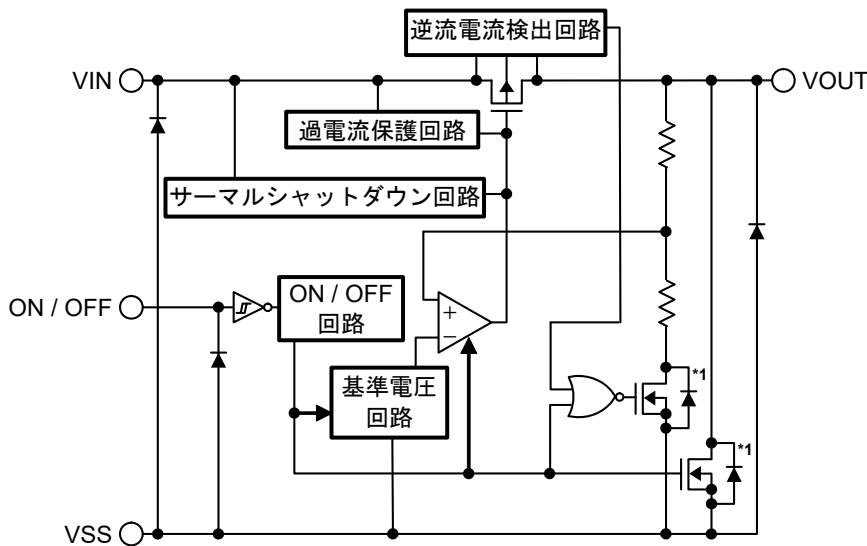 逆流電流検出回路
VIN
VOUT
過電流保護回路
サーマルシャットダウン回路
ON / OFF
ON / OFF
回路
+
−
基準電圧
回路
*1
*1
VSS